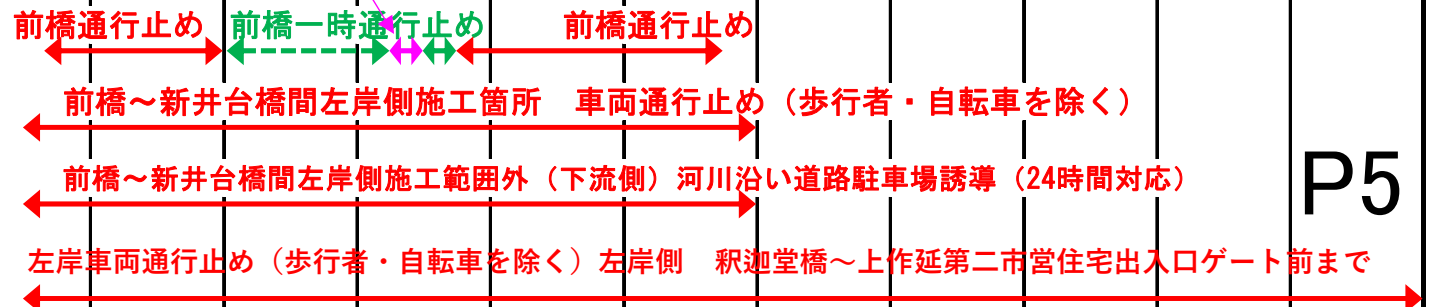 前橋通行止め 前橋一時通行止め 前橋通行止め
前橋～新井台橋間左岸側施工箇所　車両通行止め（歩行者・自転車を除く）
前橋～新井台橋間左岸側施工範囲外（下流側）河川沿い道路駐車場誘導（24時間対応）
P5
左岸車両通行止め（歩行者・自転車を除く）左岸側　釈迦堂橋～上作延第二市営住宅出入口ゲート前まで